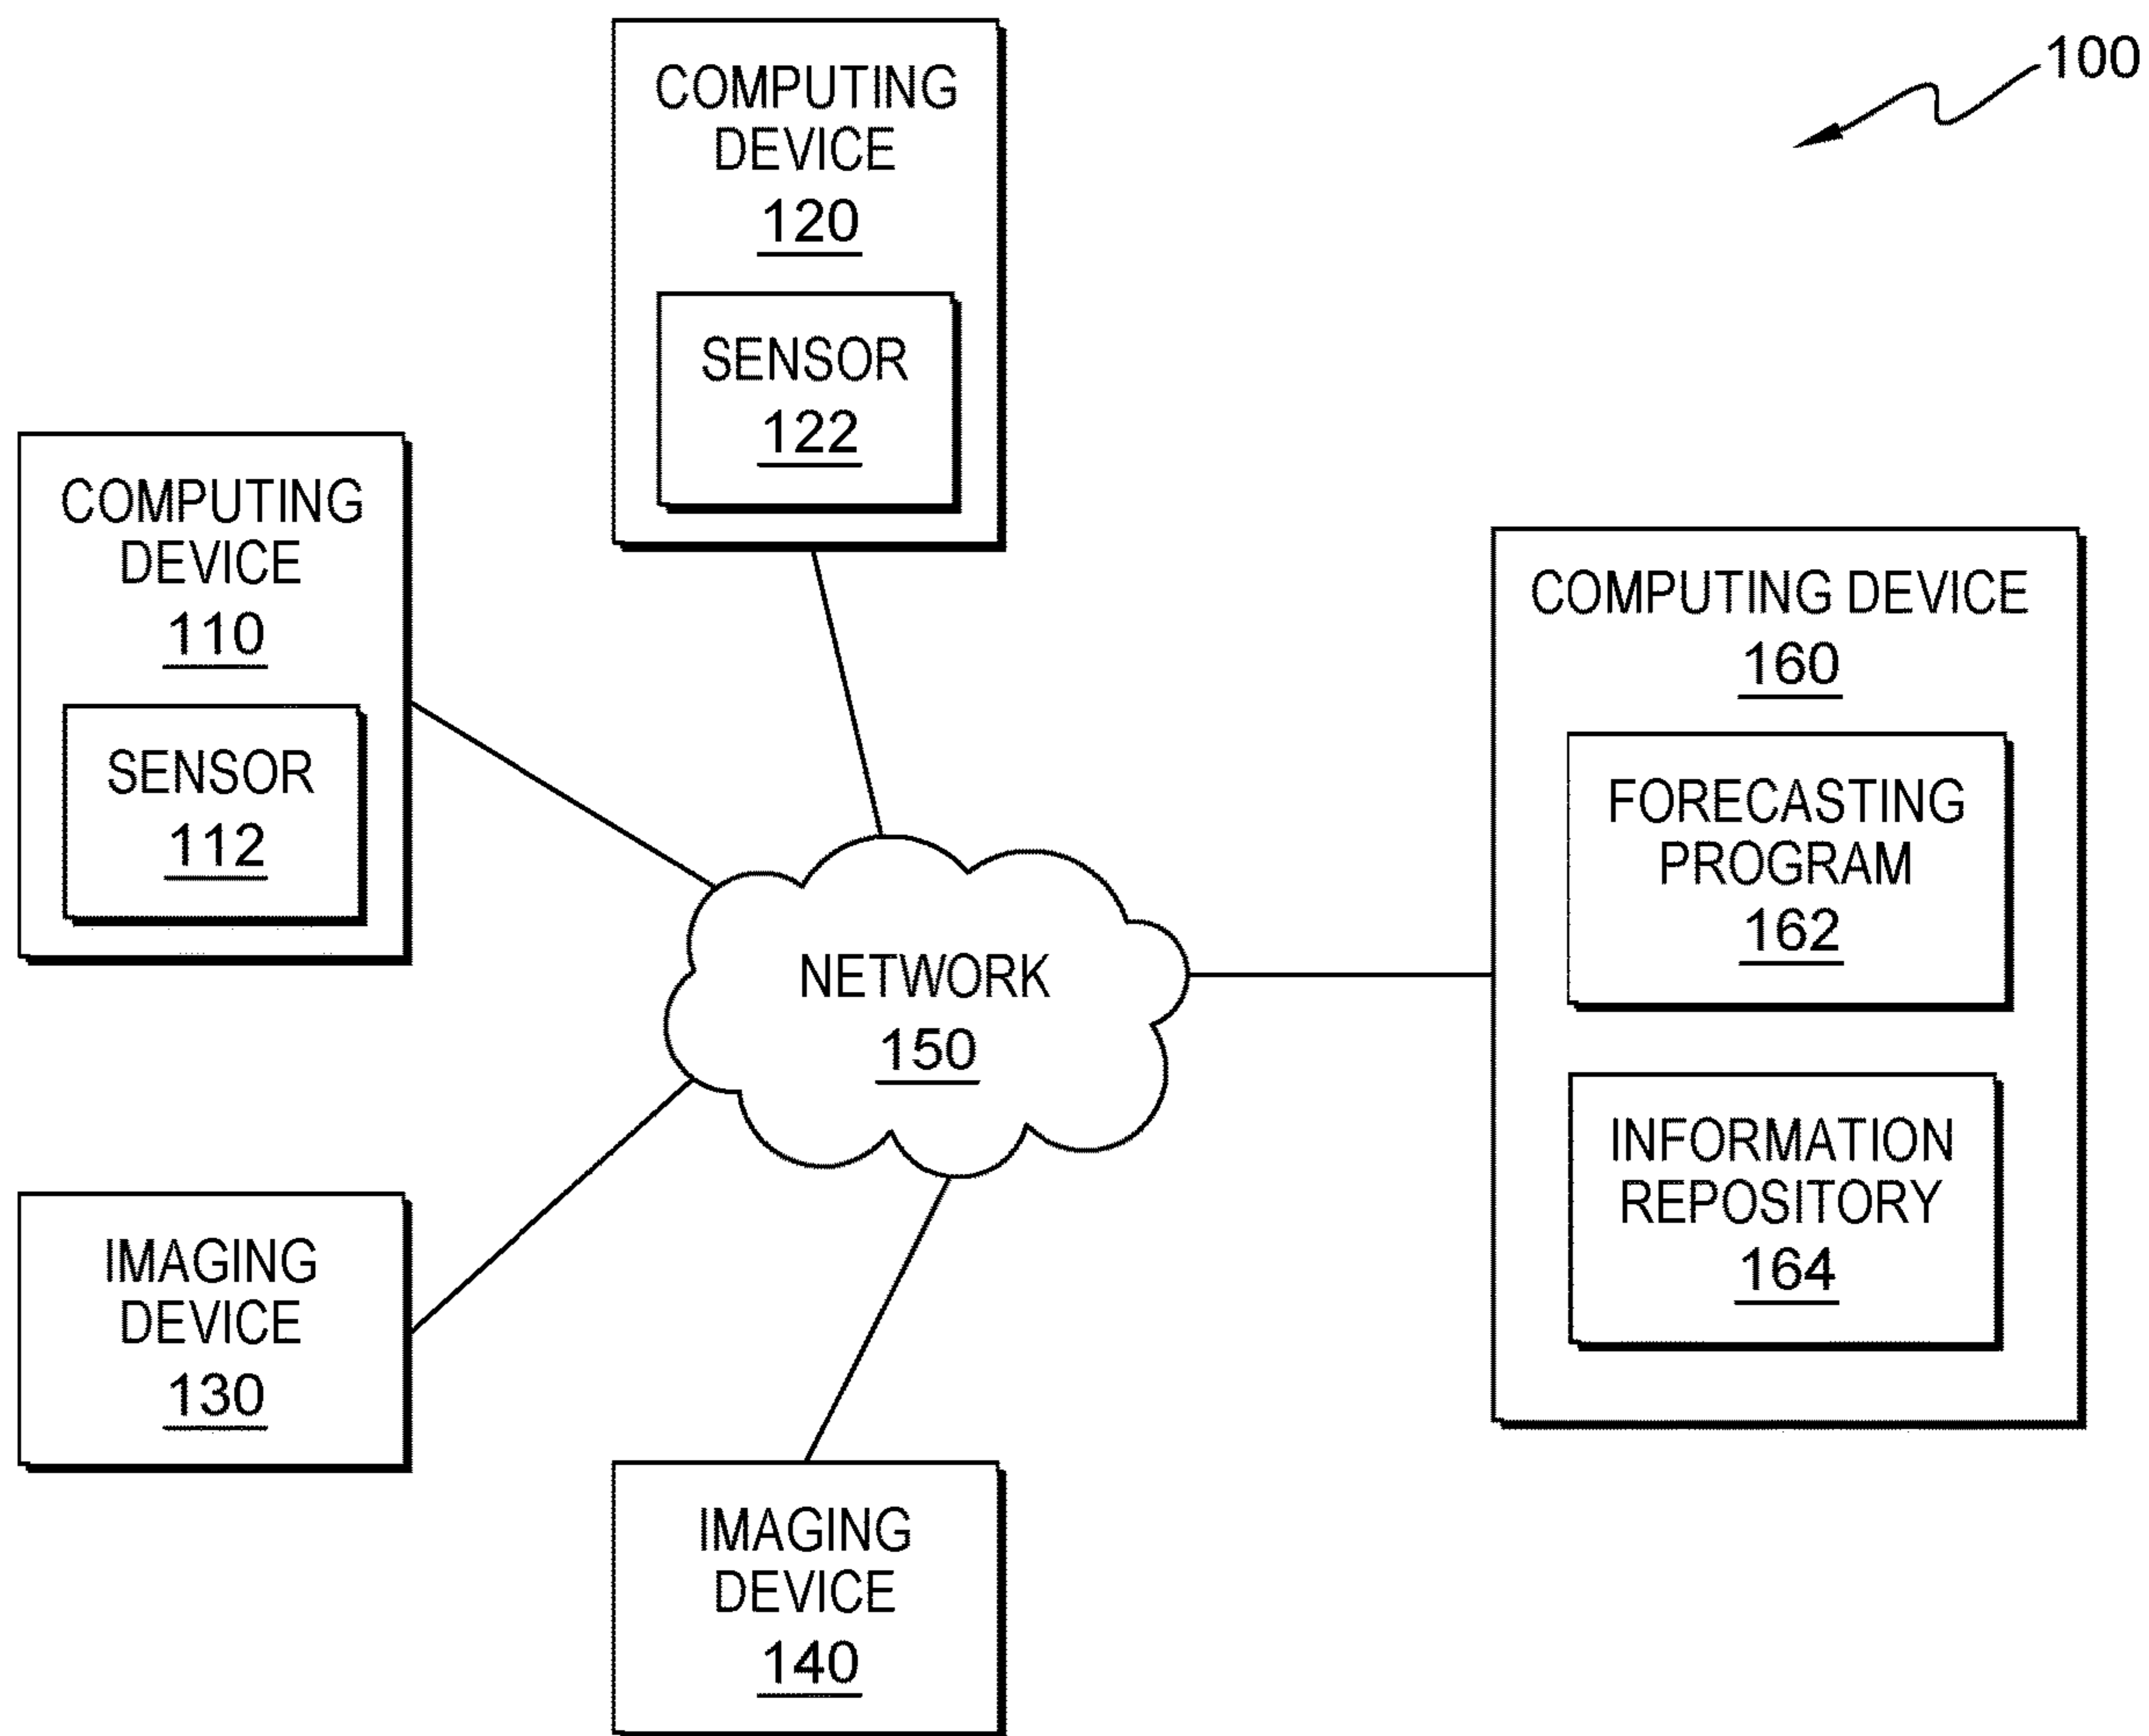 100
COMPUTING
DEVICE
120
SENSOR
122
COMPUTING
DEVICE
110
SENSOR
112
COMPUTING DEVICE
160
FORECASTING
PROGRAM
162
INFORMATION
REPOSITORY
164
NETWORK
150
IMAGING
DEVICE
130
IMAGING
DEVICE
140